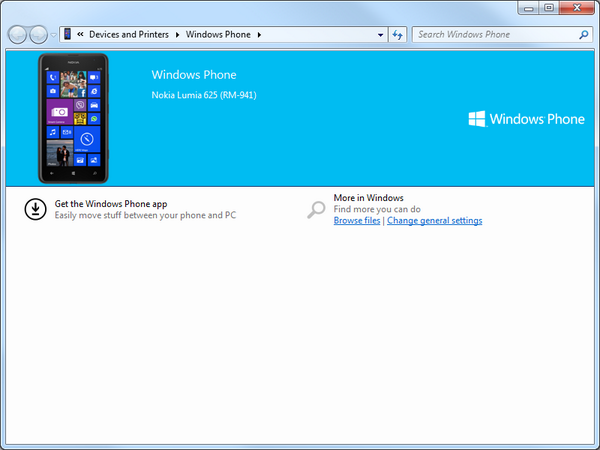 « Devices and Printers Windows Phone
Search Windows Phone
NOKIA
Windows Phone
Nokia Lumia 625 (RM-941)
Windows Phone
Get the Windows Phone app
Easily move stuff between your phone and PC
More in Windows
Find more you can do
Browse files | Change general settings